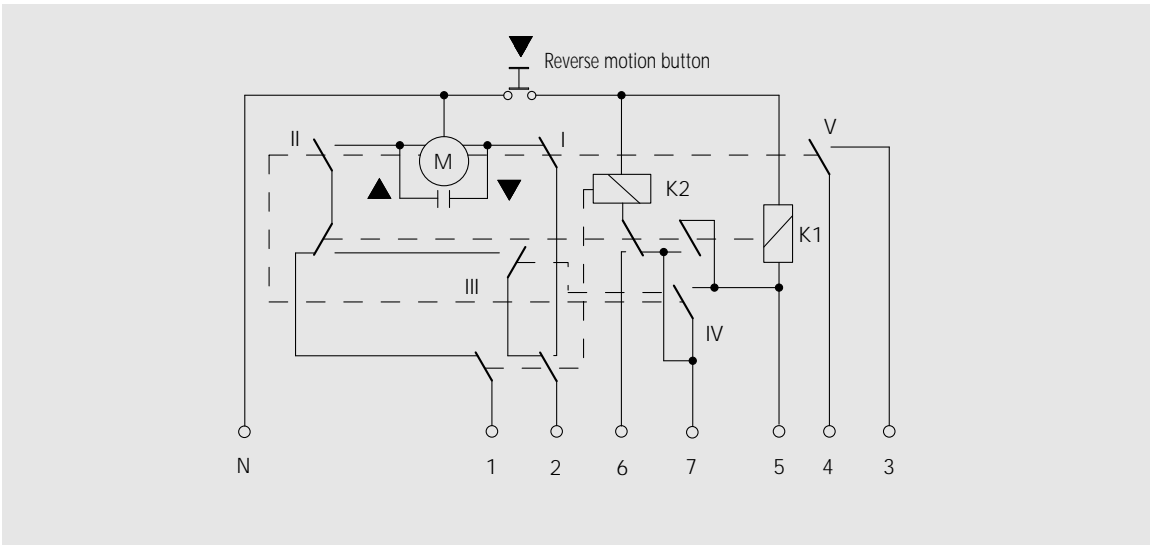 Reverse motion button
II
I
V
M
K2
K1
III
IV
N 1 2 6 7 5 4 3